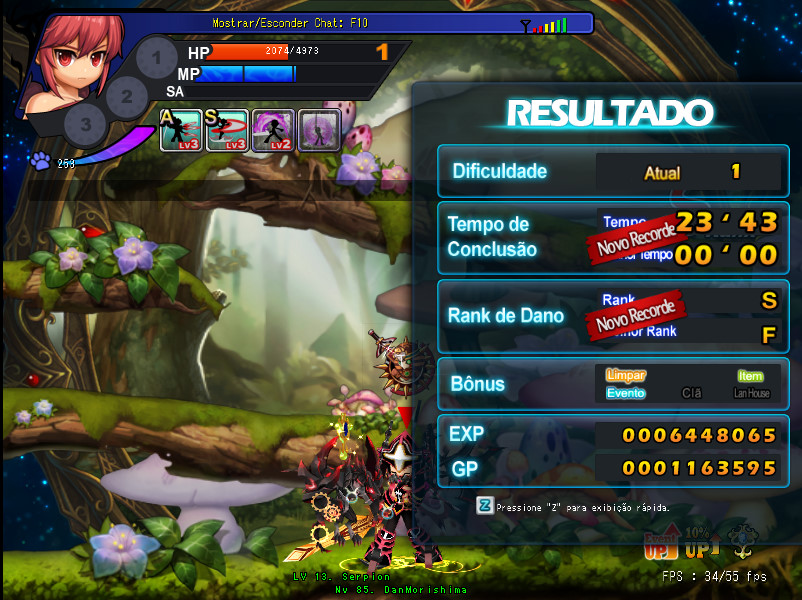 Mostrar/Esconder Chat: F10
HP 2074/4973 1
MP
SA
1
2
3
A LV3 S LV3 LV2
253
RESULTADO
Dificuldade Atual 1
Tempo de Conclusão
Tempo 23 ' 43
Tempo 00 ' 00
Novo Recorde
Rank de Dano
Rank S
Rank F
Novo Recorde
Bônus
Limpar Item
Evento Clã Lan House
EXP 0006448065
GP 0001163595
Z Pressione "Z" para exibição rápida.
Event UP 10% UP
FPS : 34/55 fps
LV 13. Serpion
Nv 85. DanMorishima